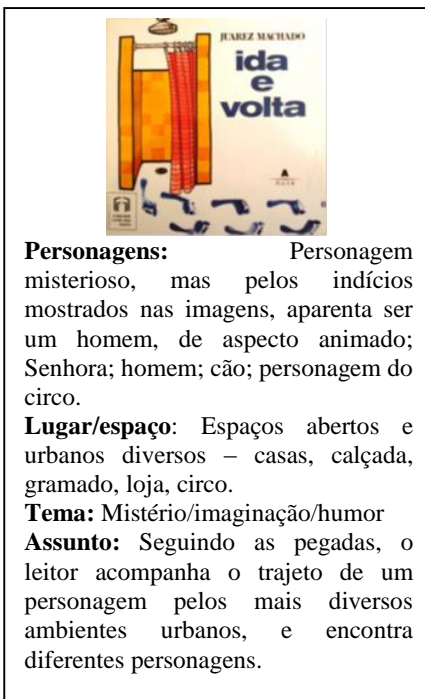 JUAREZ MACHADO
ida
e
volta
Personagens: Personagem
misterioso, mas pelos indícios
mostrados nas imagens, aparenta ser
um homem, de aspecto animado;
Senhora; homem; cão; personagem do
circo.
Lugar/espaço: Espaços abertos e
urbanos diversos – casas, calçada,
gramado, loja, circo.
Tema: Mistério/imaginação/humor
Assunto: Seguindo as pegadas, o
leitor acompanha o trajeto de um
personagem pelos mais diversos
ambientes urbanos, e encontra
diferentes personagens.